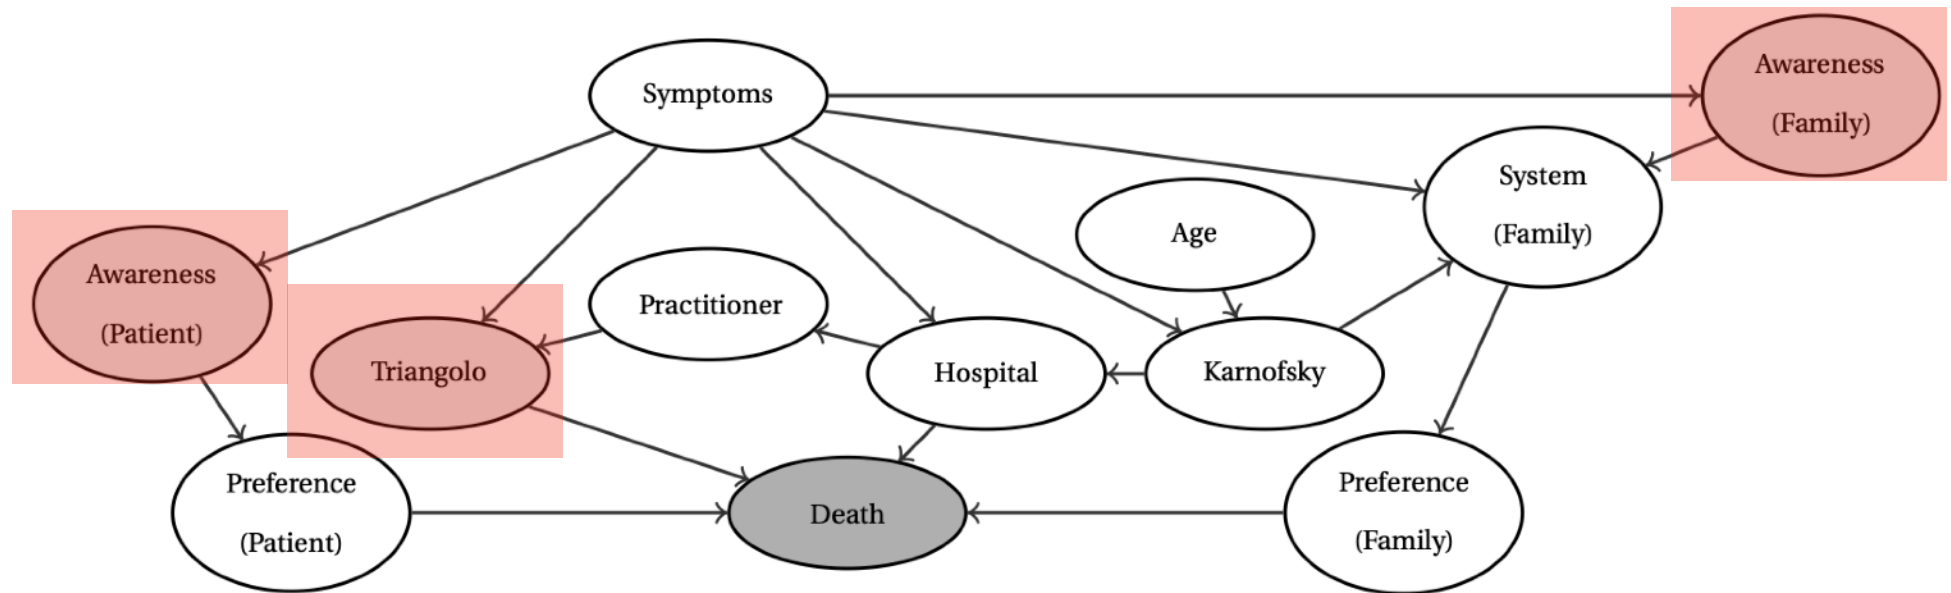 Symptoms
Awareness
(Family)
System
(Family)
Age
Awareness
(Patient)
Practitioner
Triangolo
Hospital
Karnofsky
Preference
(Patient)
Death
Preference
(Family)